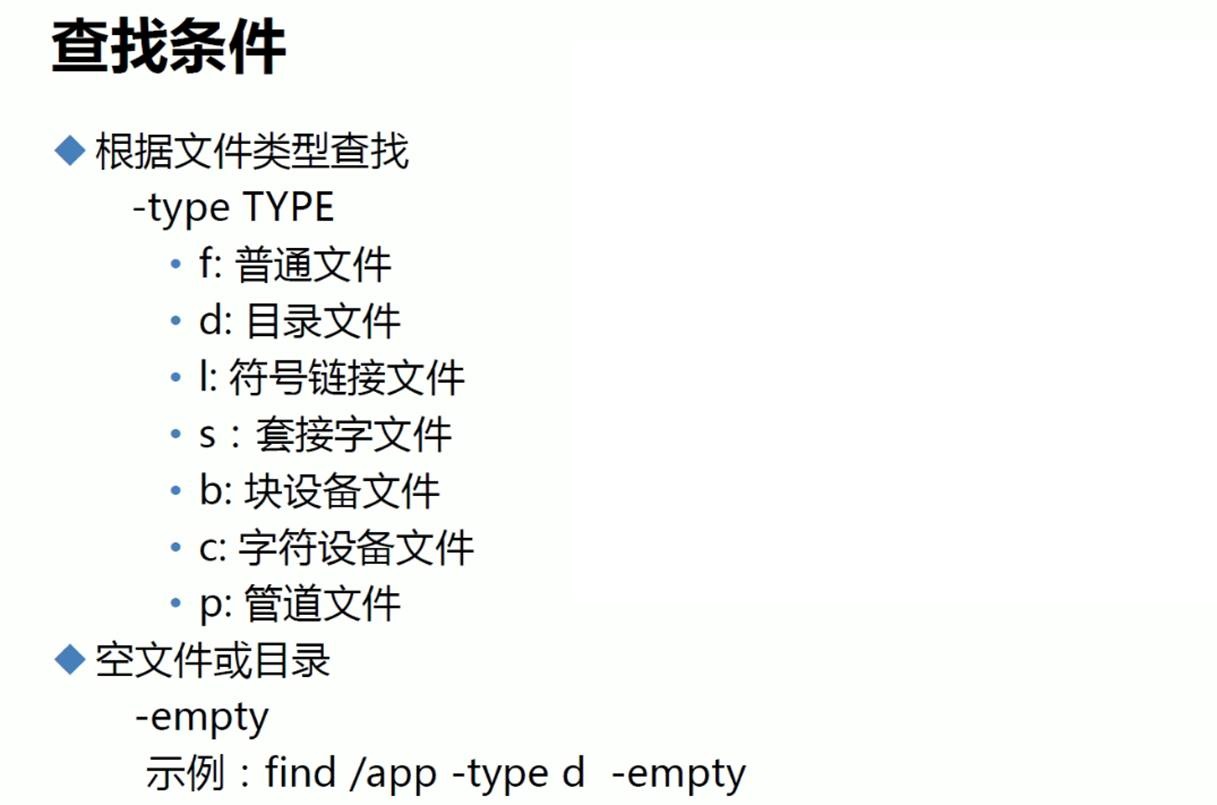 查找条件
◆ 根据文件类型查找
-type TYPE
• f: 普通文件
• d: 目录文件
• l: 符号链接文件
• s：套接字文件
• b: 块设备文件
• c: 字符设备文件
• p: 管道文件
◆ 空文件或目录
-empty
示例：find /app -type d  -empty